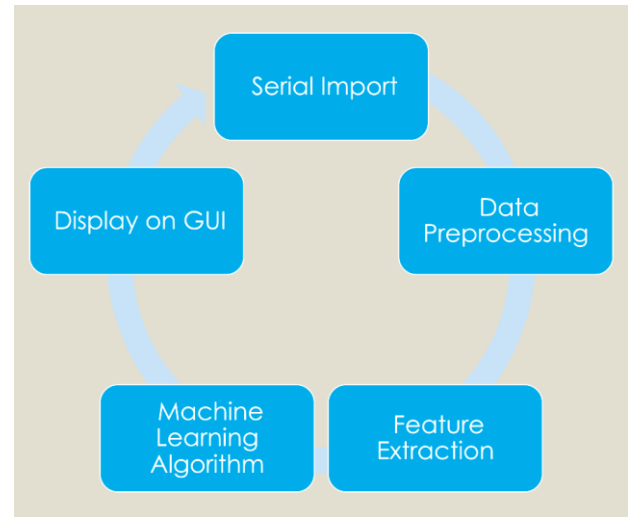 Serial Import
Data
Preprocessing
Feature
Extraction
Machine
Learning
Algorithm
Display on GUI